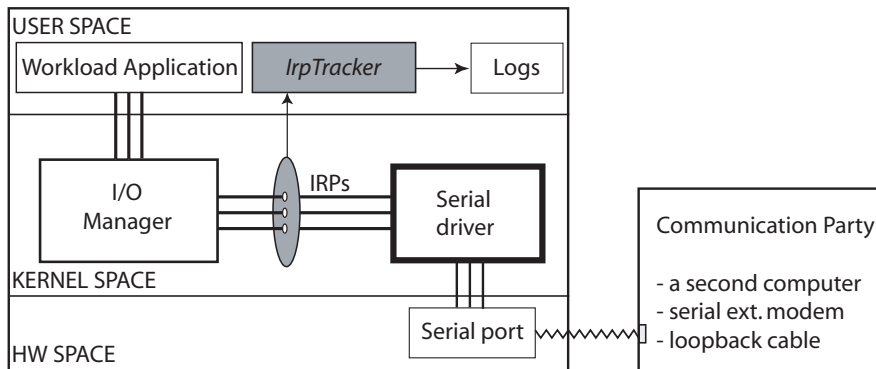 USER SPACE
Workload Application
IrpTracker
Logs
I/O
Manager
IRPs
Serial
driver
KERNEL SPACE
Serial port
HW SPACE
Communication Party
- a second computer
- serial ext. modem
- loopback cable